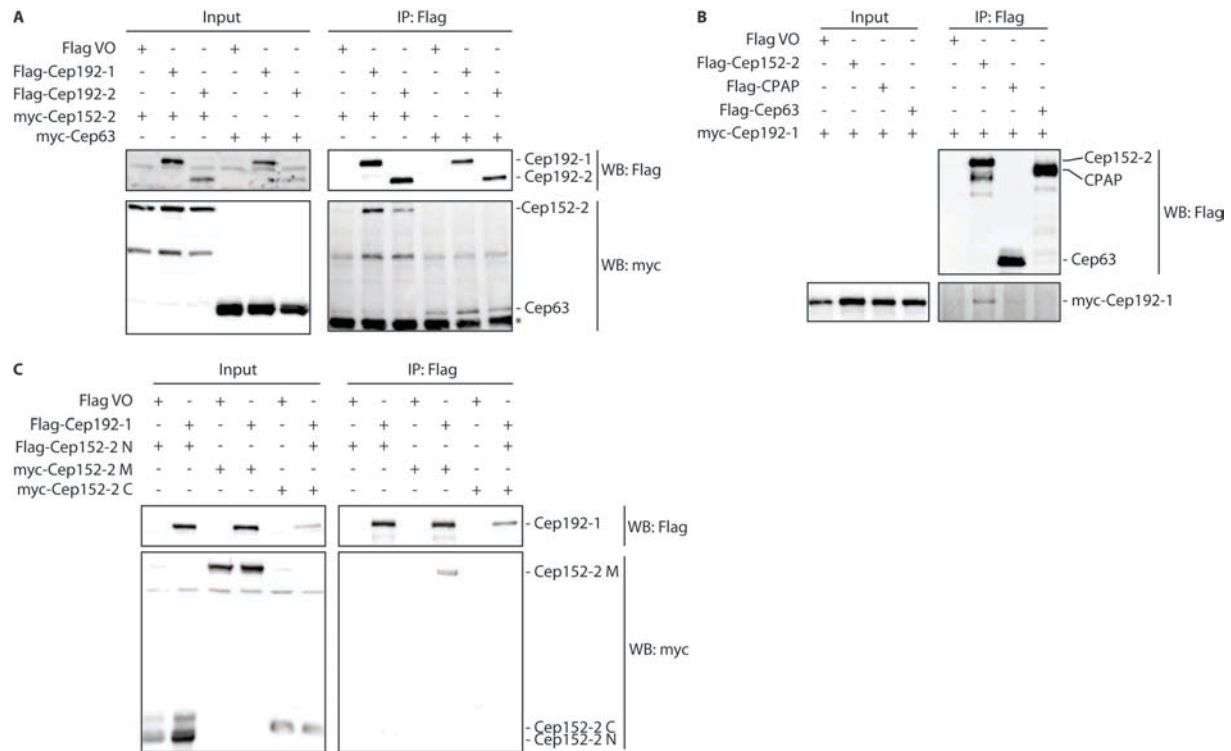 A
Input IP: Flag
Flag VO + - - + - - + - - + - -
Flag-Cep192-1 - + - - + - - + - - + -
Flag-Cep192-2 - - + - - + - - + - - +
myc-Cep152-2 + + + - - - + + + - - -
myc-Cep63 - - - + + + - - - + + +
- Cep192-1
- Cep192-2
WB: Flag
-Cep152-2
WB: myc
- Cep63
*
B
Input IP: Flag
Flag VO + - - - + - - -
Flag-Cep152-2 - + - - - + - -
Flag-CPAP - - + - - - + -
Flag-Cep63 - - - + - - - +
myc-Cep192-1 + + + + + + + +
Cep152-2
CPAP
WB: Flag
- Cep63
- myc-Cep192-1
C
Input IP: Flag
Flag VO + - + - + - + - + - + -
Flag-Cep192-1 - + - + - + - + - + - +
Flag-Cep152-2 N + + - - - + + + - - - +
myc-Cep152-2 M - - + + - - - - + + - -
myc-Cep152-2 C - - - - + + - - - - + +
- Cep192-1
WB: Flag
- Cep152-2 M
WB: myc
- Cep152-2 C
- Cep152-2 N